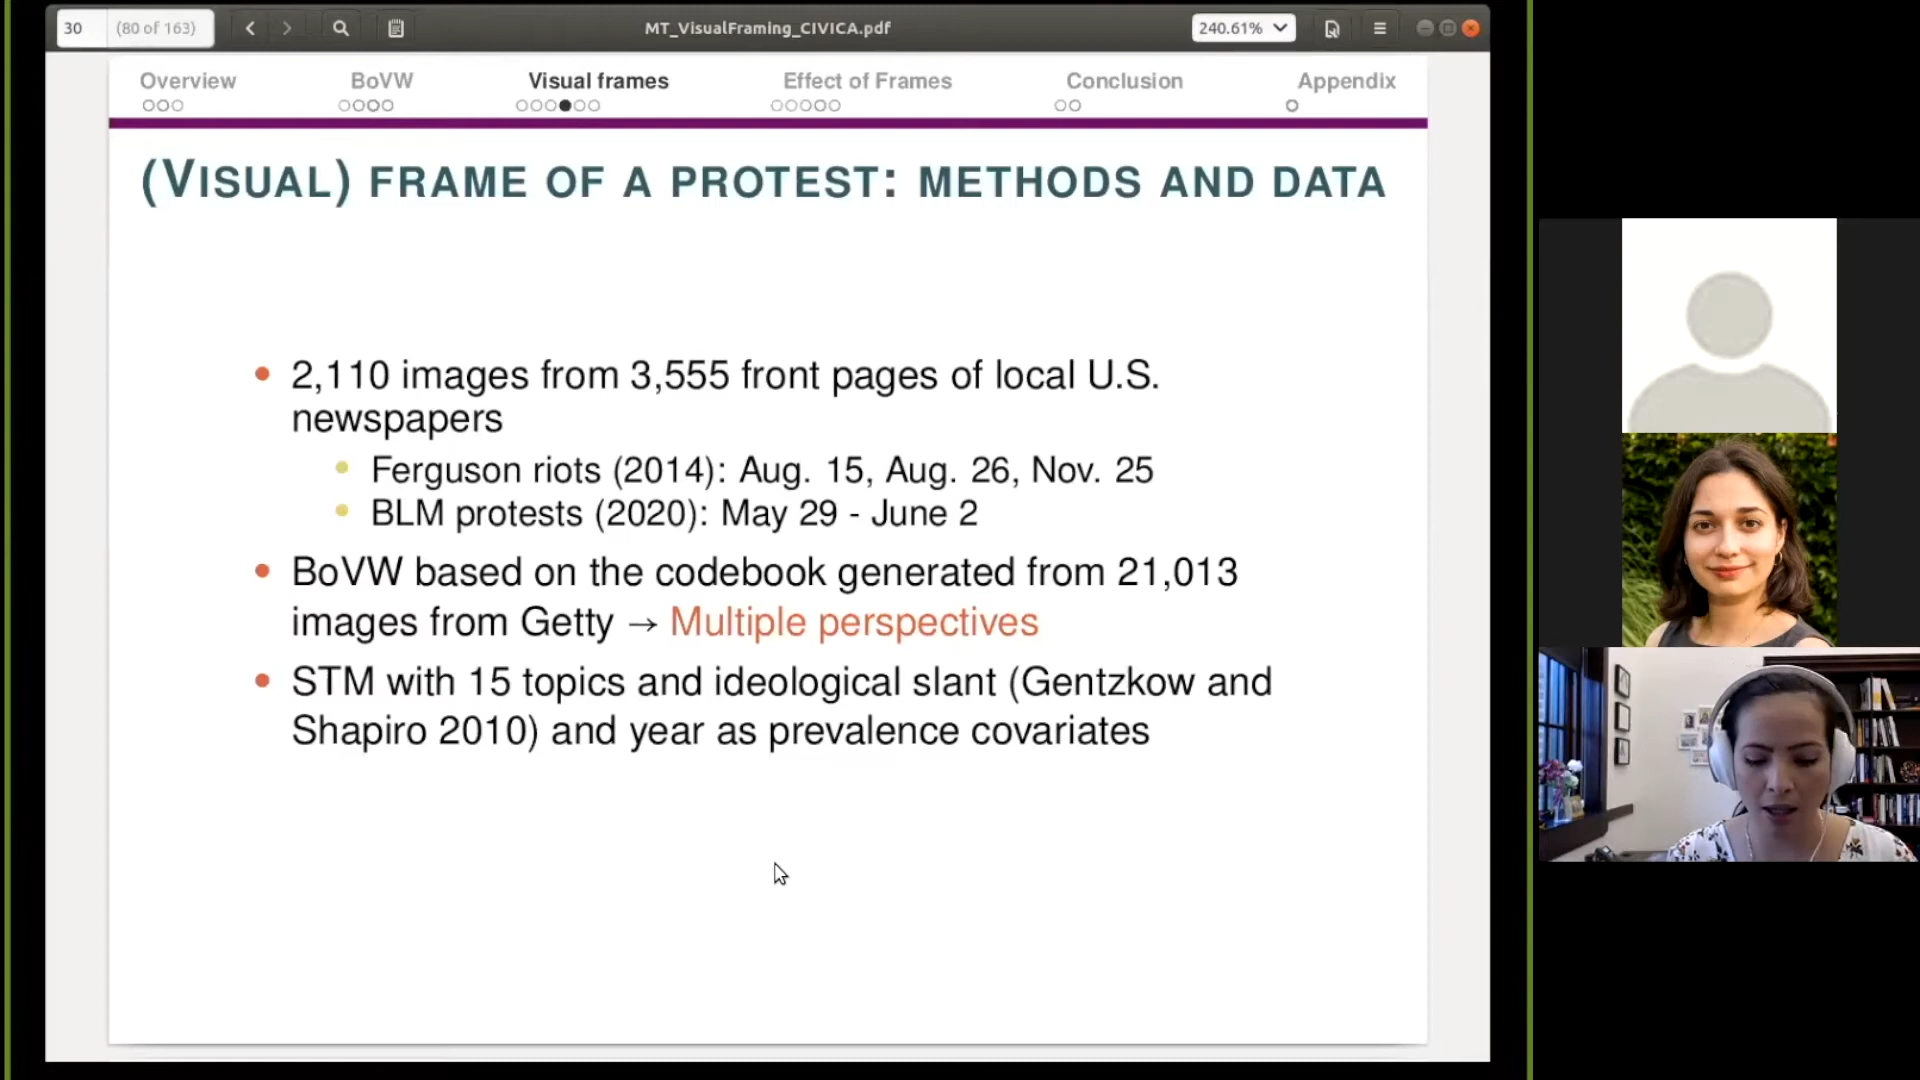 30 (80 of 163) MT_VisualFraming_CIVICA.pdf 240.61%
Overview BoVW Visual frames Effect of Frames Conclusion Appendix
(VISUAL) FRAME OF A PROTEST: METHODS AND DATA
• 2,110 images from 3,555 front pages of local U.S.
newspapers
• Ferguson riots (2014): Aug. 15, Aug. 26, Nov. 25
• BLM protests (2020): May 29 - June 2
• BoVW based on the codebook generated from 21,013
images from Getty → Multiple perspectives
• STM with 15 topics and ideological slant (Gentzkow and
Shapiro 2010) and year as prevalence covariates